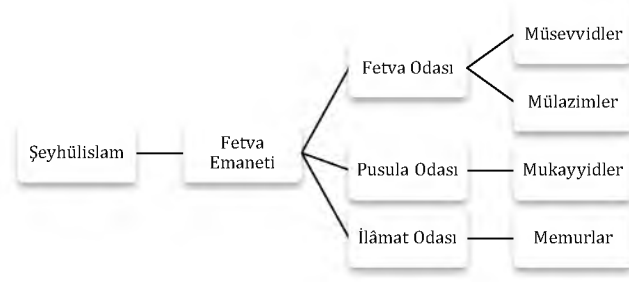 Müsevvidler
Fetva Odası
Mülazimler
Şeyhülislam
Fetva
Emaneti
Pusula Odası
Mukayyidler
İlâmat Odası
Memurlar